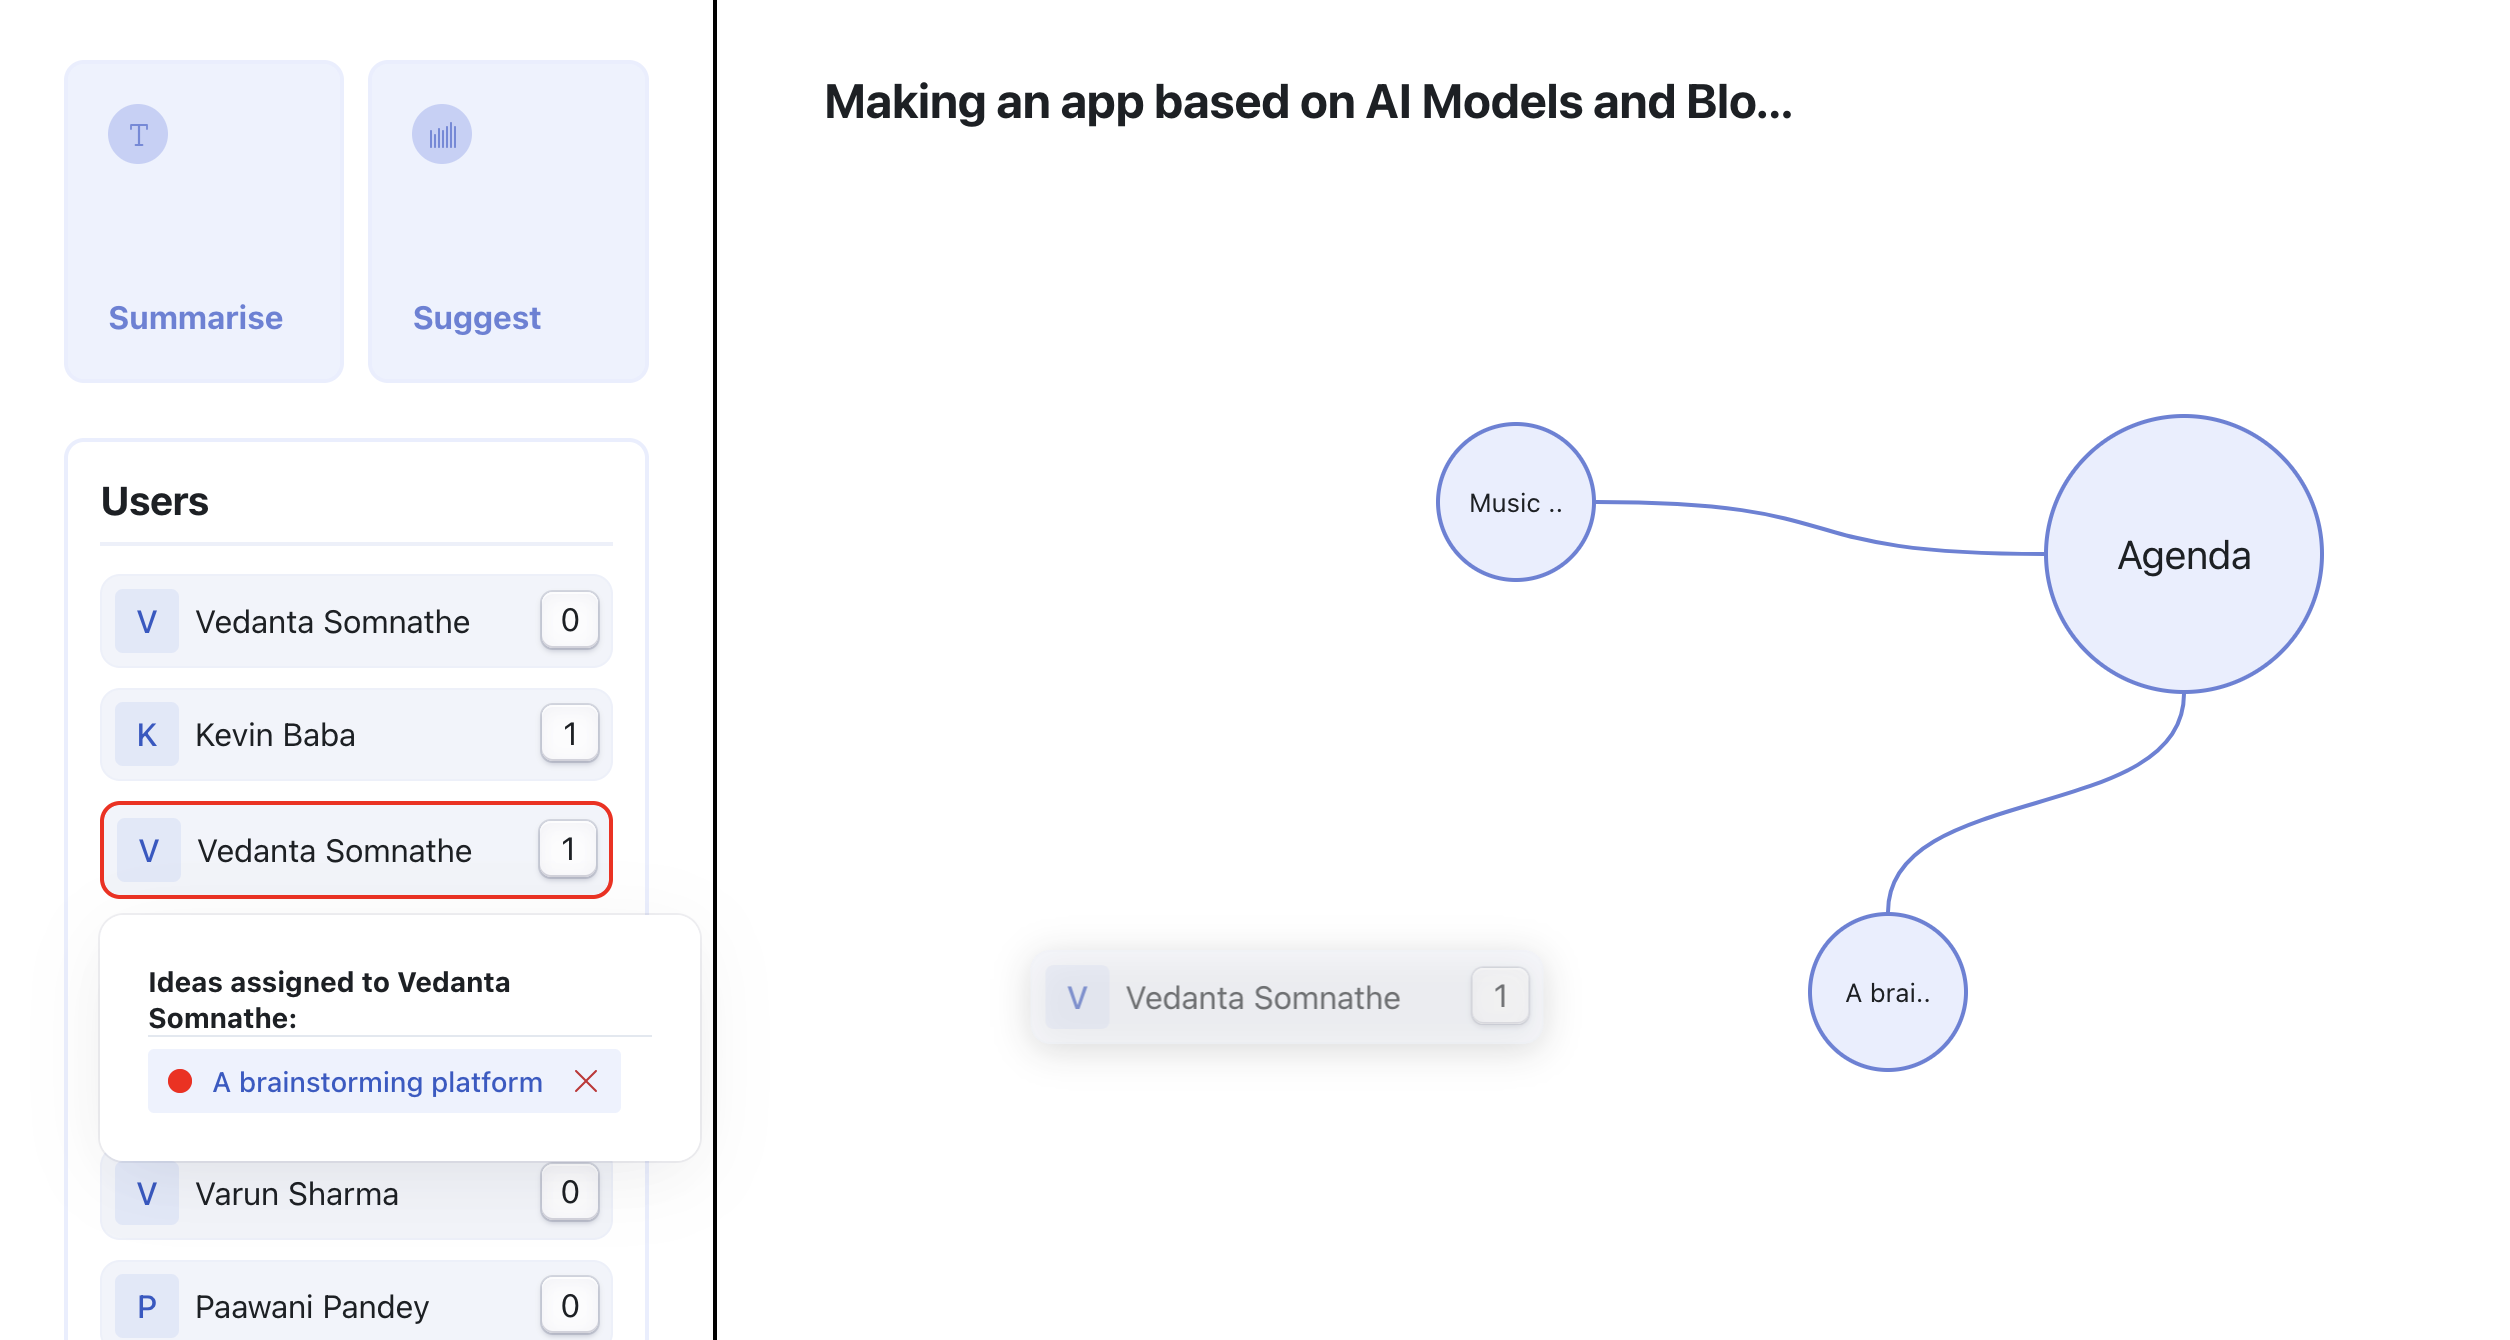 T
Summarise
Suggest
Users
V Vedanta Somnathe 0
K Kevin Baba 1
V Vedanta Somnathe 1
Ideas assigned to Vedanta
Somnathe:
A brainstorming platform
V Varun Sharma 0
P Paawani Pandey 0
Making an app based on AI Models and Blo...
Music ..
Agenda
V Vedanta Somnathe 1
A brai..